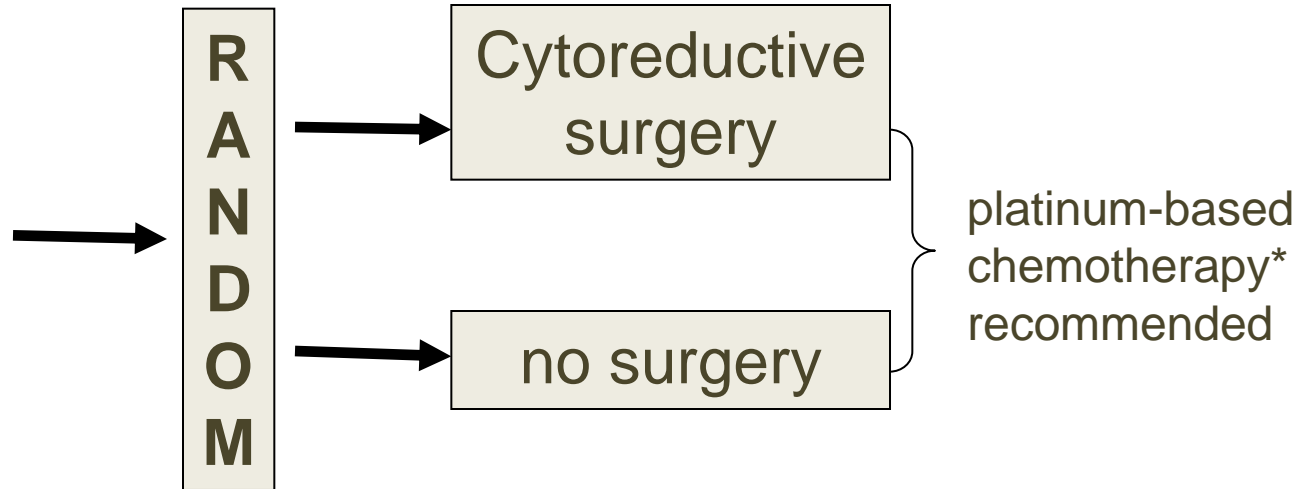 R
A
N
D
O
M
Cytoreductive
surgery
no surgery
platinum-based
chemotherapy*
recommended